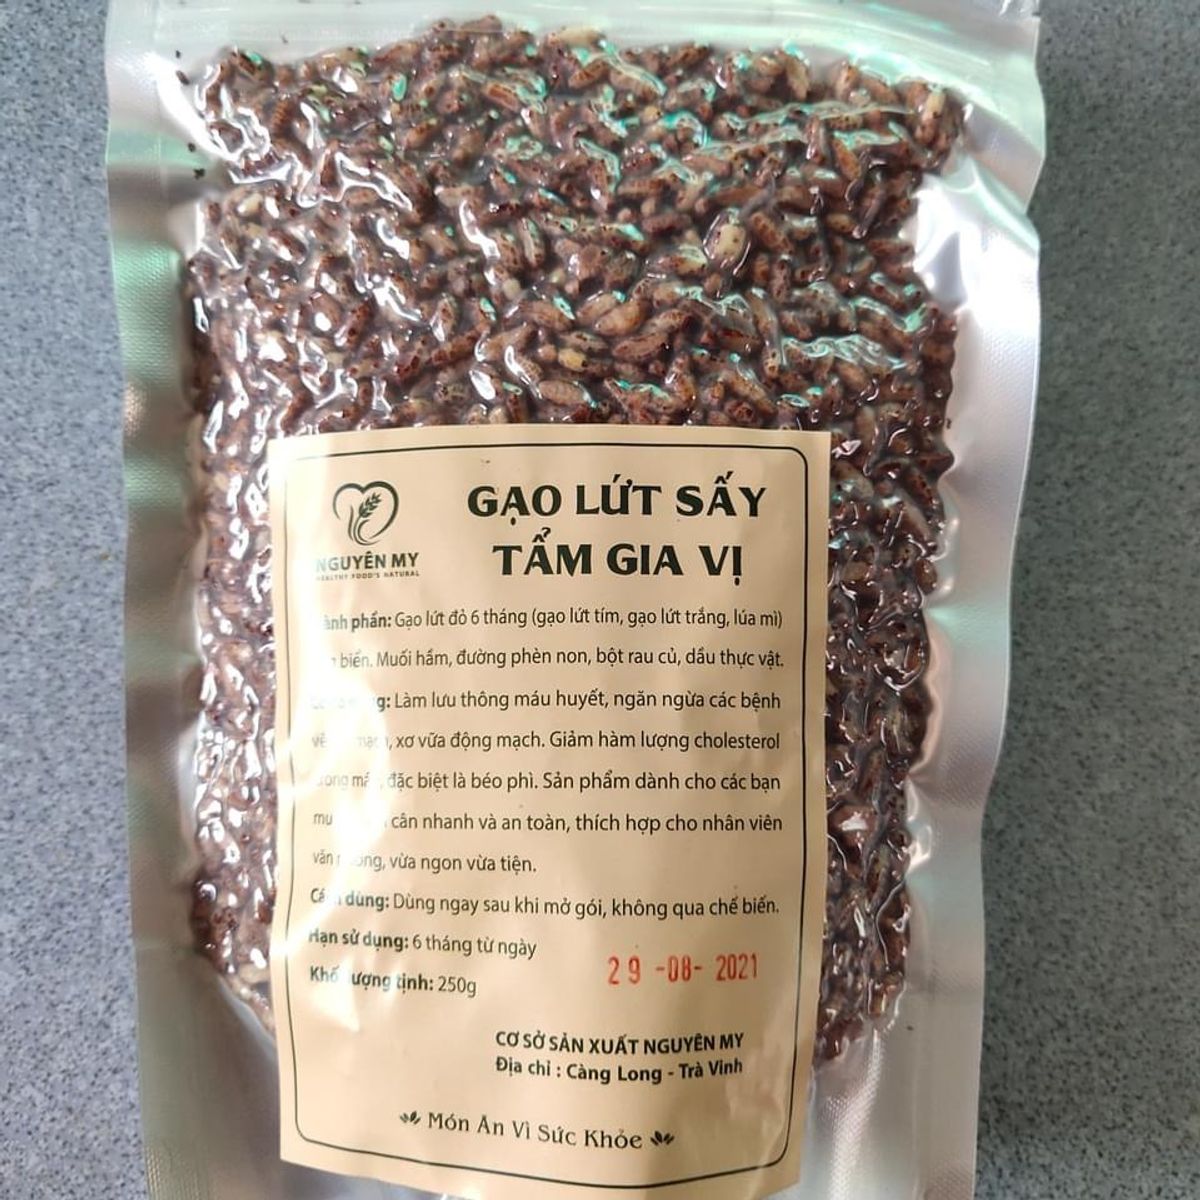 NGUYÊN MY
HEALTHY FOOD'S NATURAL
GẠO LỨT SẤY
TẨM GIA VỊ
phần: Gạo lứt đỏ 6 tháng (gạo lứt tím, gạo lứt trắng, lúa mì)
biến. Muối hầm, đường phèn non, bột rau củ, dầu thực vật.
Làm lưu thông máu huyết, ngăn ngừa các bệnh
về xơ vữa động mạch. Giảm hàm lượng cholesterol
đặc biệt là béo phì. Sản phẩm dành cho các bạn
cân nhanh và an toàn, thích hợp cho nhân viên
văn vừa ngon vừa tiện.
dùng: Dùng ngay sau khi mở gói, không qua chế biến.
Hạn sử dụng: 6 tháng từ ngày
29 -08- 2021
tịnh: 250g
CƠ SỞ SẢN XUẤT NGUYÊN MY
Địa chỉ : Càng Long - Trà Vinh
Món Ăn Vì Sức Khỏe